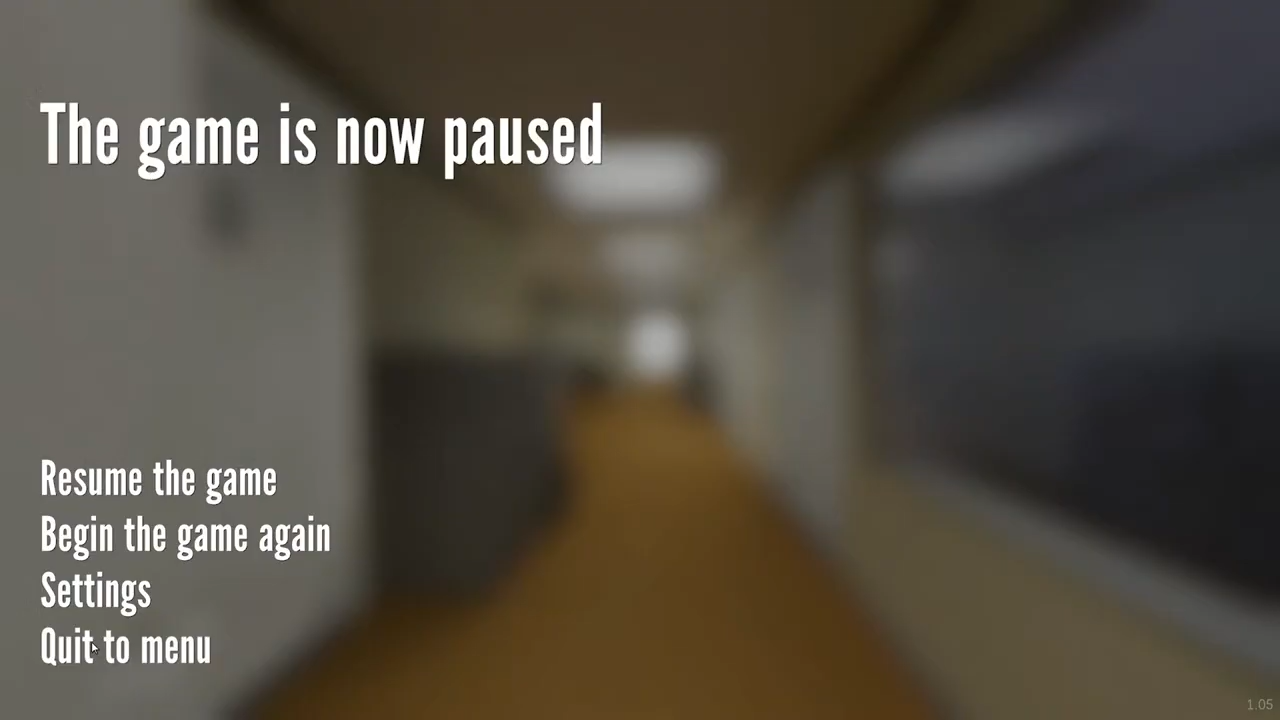 The game is now paused
Resume the game
Begin the game again
Settings
Quit to menu
1.05